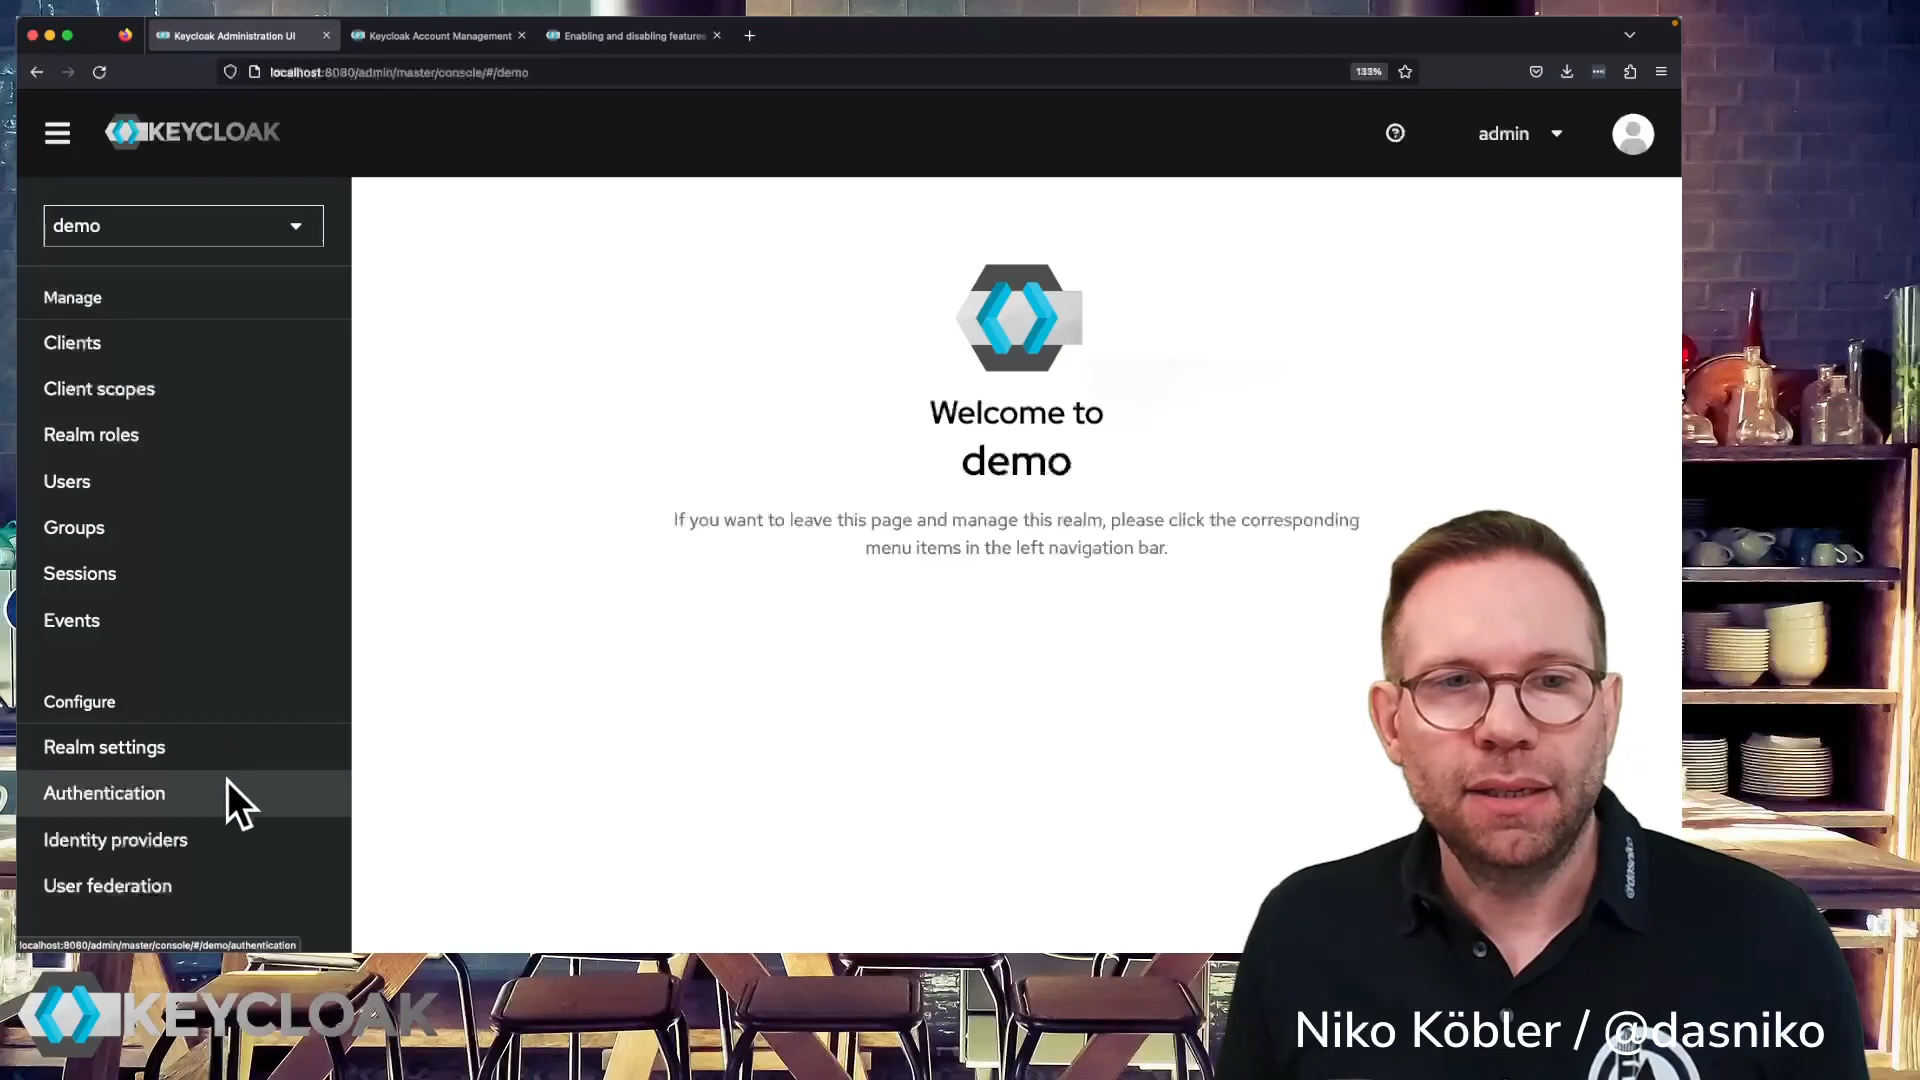 Keycloak Administration UI
Keycloak Account Management
Enabling and disabling features
localhost:8080/admin/master/console/#/demo
133%
KEYCLOAK
admin
demo
Manage
Clients
Client scopes
Realm roles
Users
Groups
Sessions
Events
Configure
Realm settings
Authentication
Identity providers
User federation
localhost:8080/admin/master/console/#/demo/authentication
Welcome to
demo
If you want to leave this page and manage this realm, please click the corresponding
menu items in the left navigation bar.
@dasniko
KEYCLOAK
Niko Köbler / @dasniko